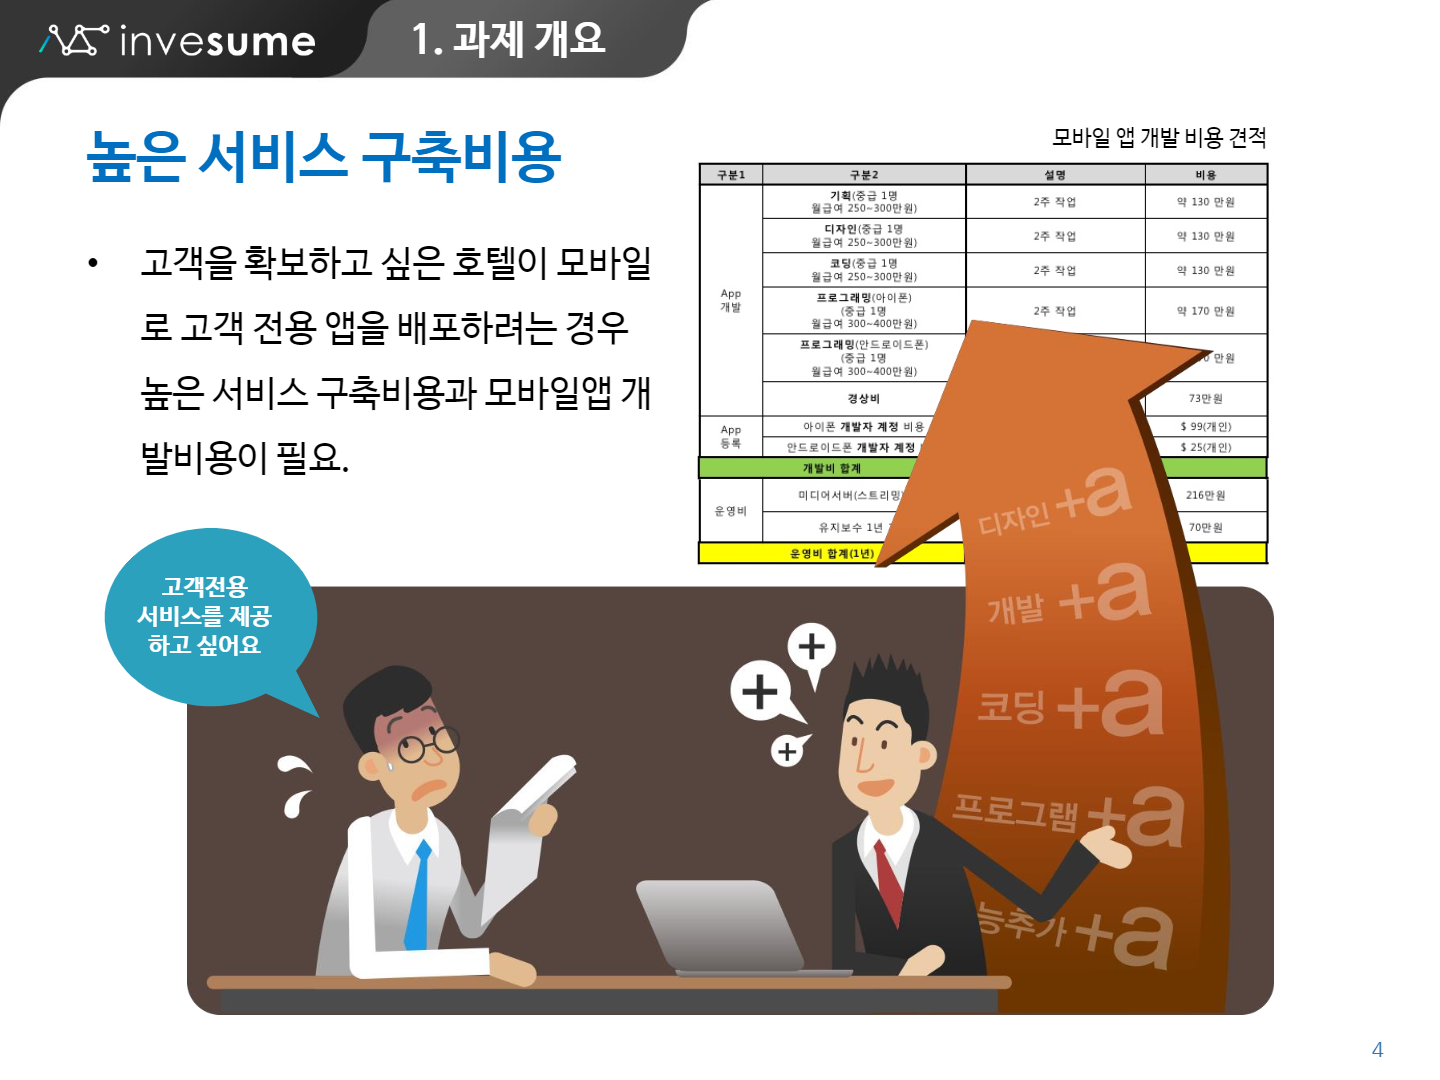 invesume
1. 과제 개요
높은 서비스 구축비용
• 고객을 확보하고 싶은 호텔이 모바일
로 고객 전용 앱을 배포하려는 경우
높은 서비스 구축비용과 모바일앱 개
발비용이 필요.
모바일 앱 개발 비용 견적
구분1 구분2 설명 비용
App
개발
기획(중급 1명
월급여 250~300만원)
2주 작업
약 130 만원
디자인(중급 1명
월급여 250~300만원)
2주 작업
약 130 만원
코딩(중급 1명
월급여 250~300만원)
2주 작업
약 130 만원
프로그래밍(아이폰)
(중급 1명
월급여 300~400만원)
2주 작업
약 170 만원
프로그래밍(안드로이드폰)
(중급 1명
월급여 300~400만원)
만원
경상비
73만원
App
등록
아이폰 개발자 계정 비용
$ 99(개인)
안드로이드폰 개발자 계정
$ 25(개인)
개발비 합계
운영비
미디어서버(스트리밍)
216만원
유지보수 1년
70만원
운영비 합계(1년)
디자인 +a
개발 +a
코딩 +a
프로그램 +a
능추가 +a
고객전용
서비스를 제공
하고 싶어요
+
+
+
4